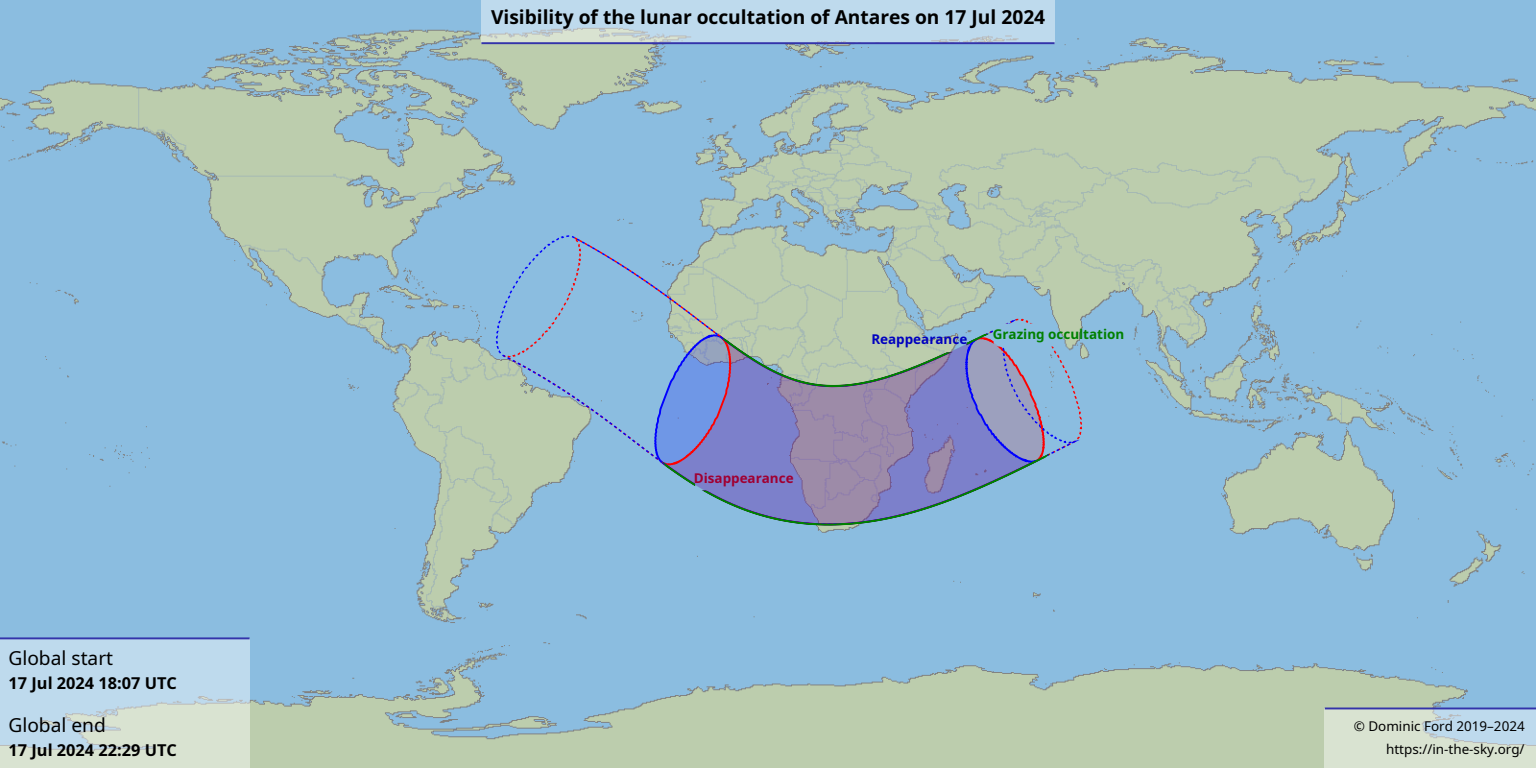 Visibility of the lunar occultation of Antares on 17 Jul 2024
Reappearance
Grazing occultation
Disappearance
Global start
17 Jul 2024 18:07 UTC
Global end
17 Jul 2024 22:29 UTC
© Dominic Ford 2019–2024
https://in-the-sky.org/